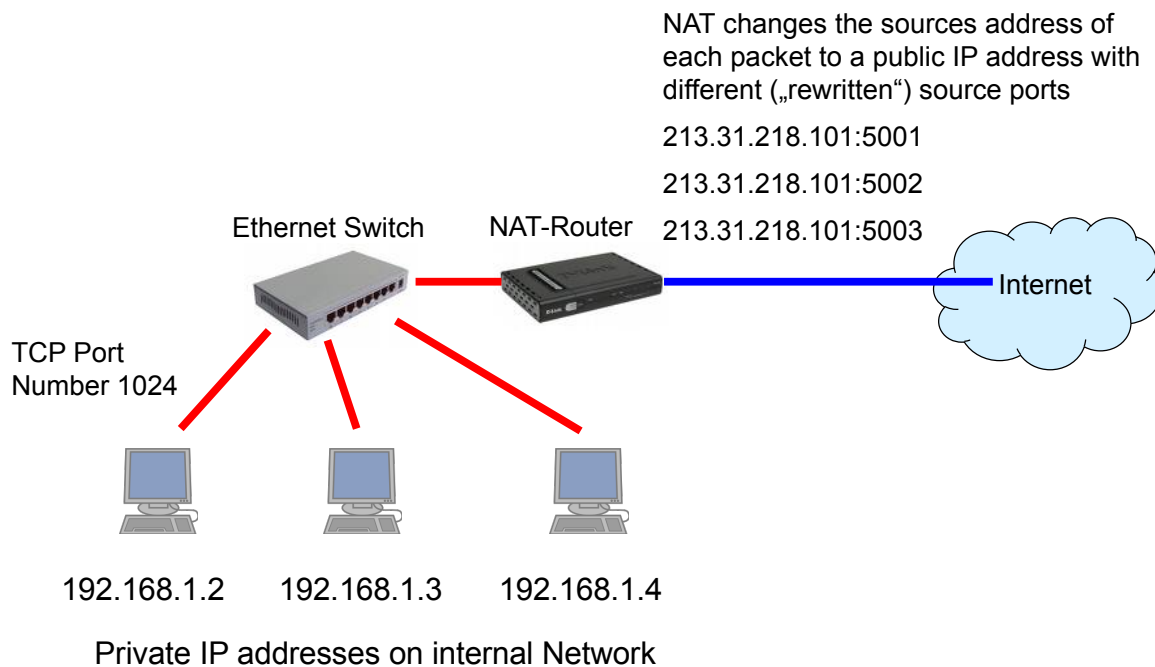 NAT changes the sources address of
each packet to a public IP address with
different („rewritten“) source ports
213.31.218.101:5001
213.31.218.101:5002
213.31.218.101:5003
Ethernet Switch
NAT-Router
Internet
TCP Port
Number 1024
192.168.1.2
192.168.1.3
192.168.1.4
Private IP addresses on internal Network